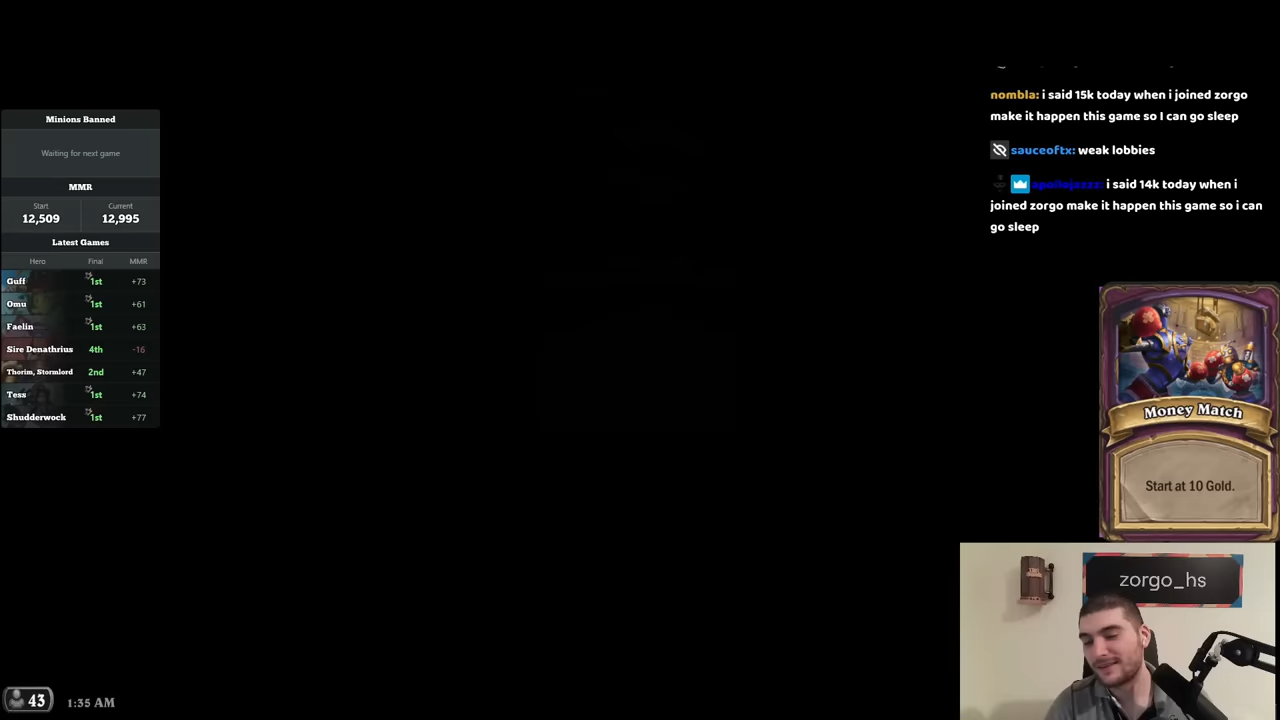 Minions Banned
Waiting for next game
MMR
Start Current
12,509 12,995
Latest Games
Hero Final MMR
Guff 1st +73
Omu 1st +61
Faelin 1st +63
Sire Denathrius 4th -16
Thorim, Stormlord 2nd +47
Tess 1st +74
Shudderwock 1st +77
nombla: i said 15k today when i joined zorgo
make it happen this game so I can go sleep
sauceoftx: weak lobbies
i said 14k today when i
joined zorgo make it happen this game so i can
go sleep
Money Match
Start at 10 Gold.
zorgo_hs
43 1:35 AM